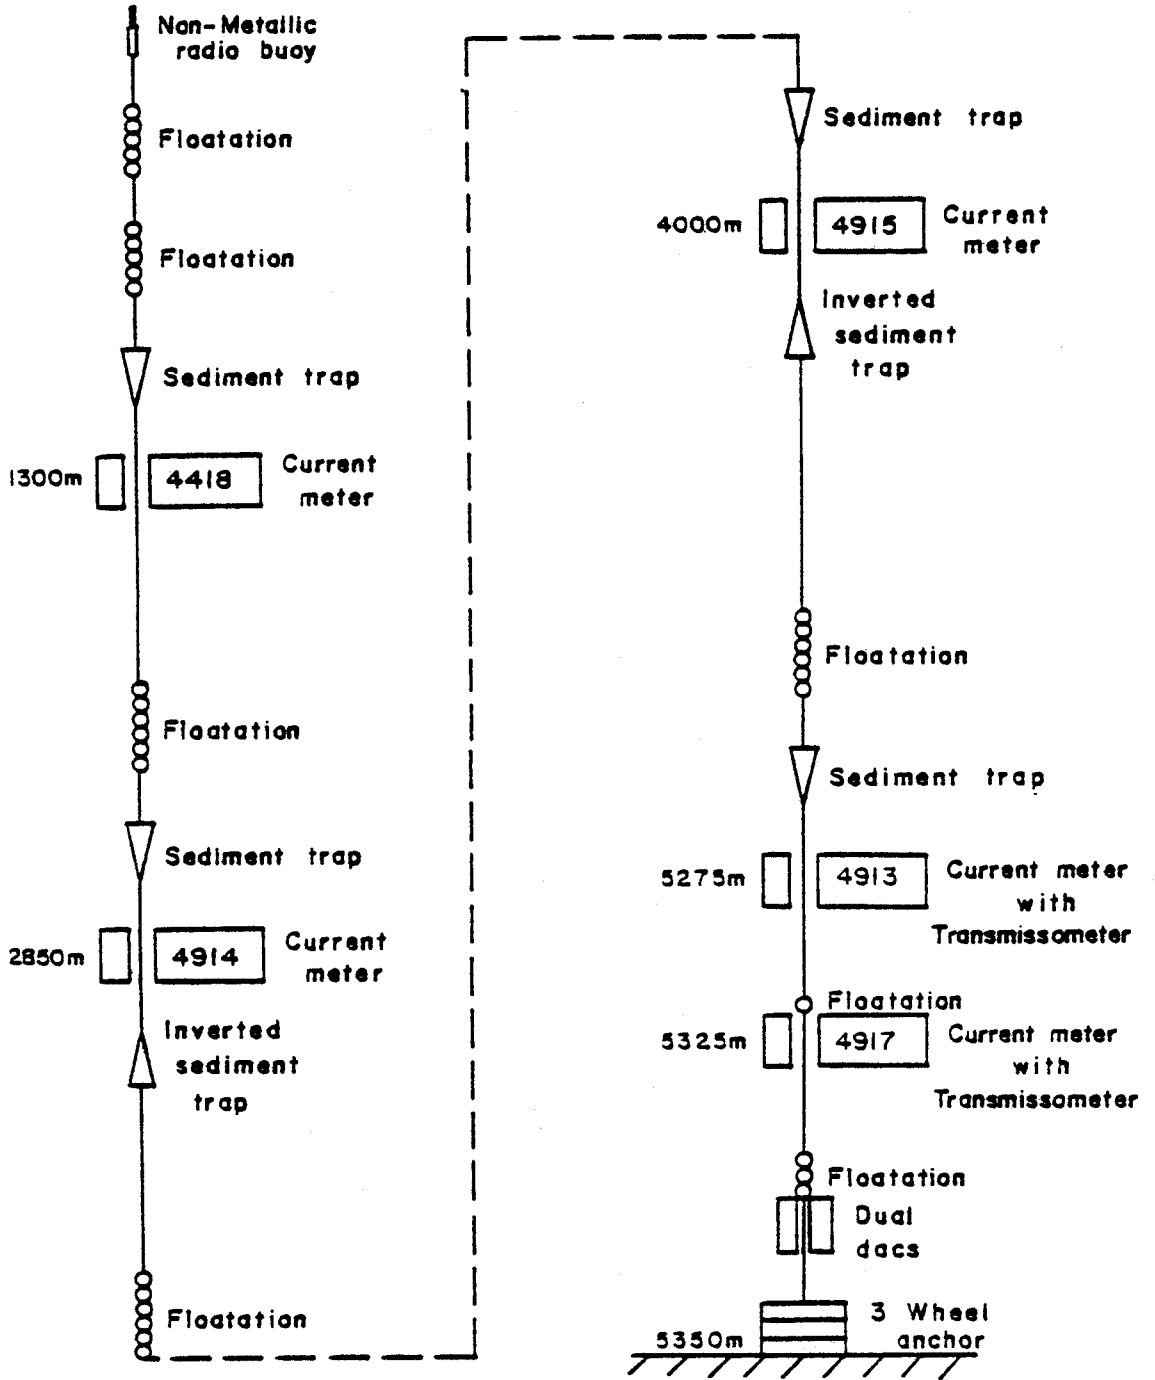 Non-Metallic
radio buoy
Floatation
Floatation
Sediment trap
1300m
4418
Current
meter
Floatation
Sediment trap
2850m
4914
Current
meter
Inverted
sediment
trap
Floatation
Sediment trap
4000m
4915
Current
meter
Inverted
sediment
trap
Floatation
Sediment trap
5275m
4913
Current meter
with
Transmissometer
Floatation
5325m
4917
Current meter
with
Transmissometer
Floatation
Dual
dacs
3 Wheel
anchor
5350m